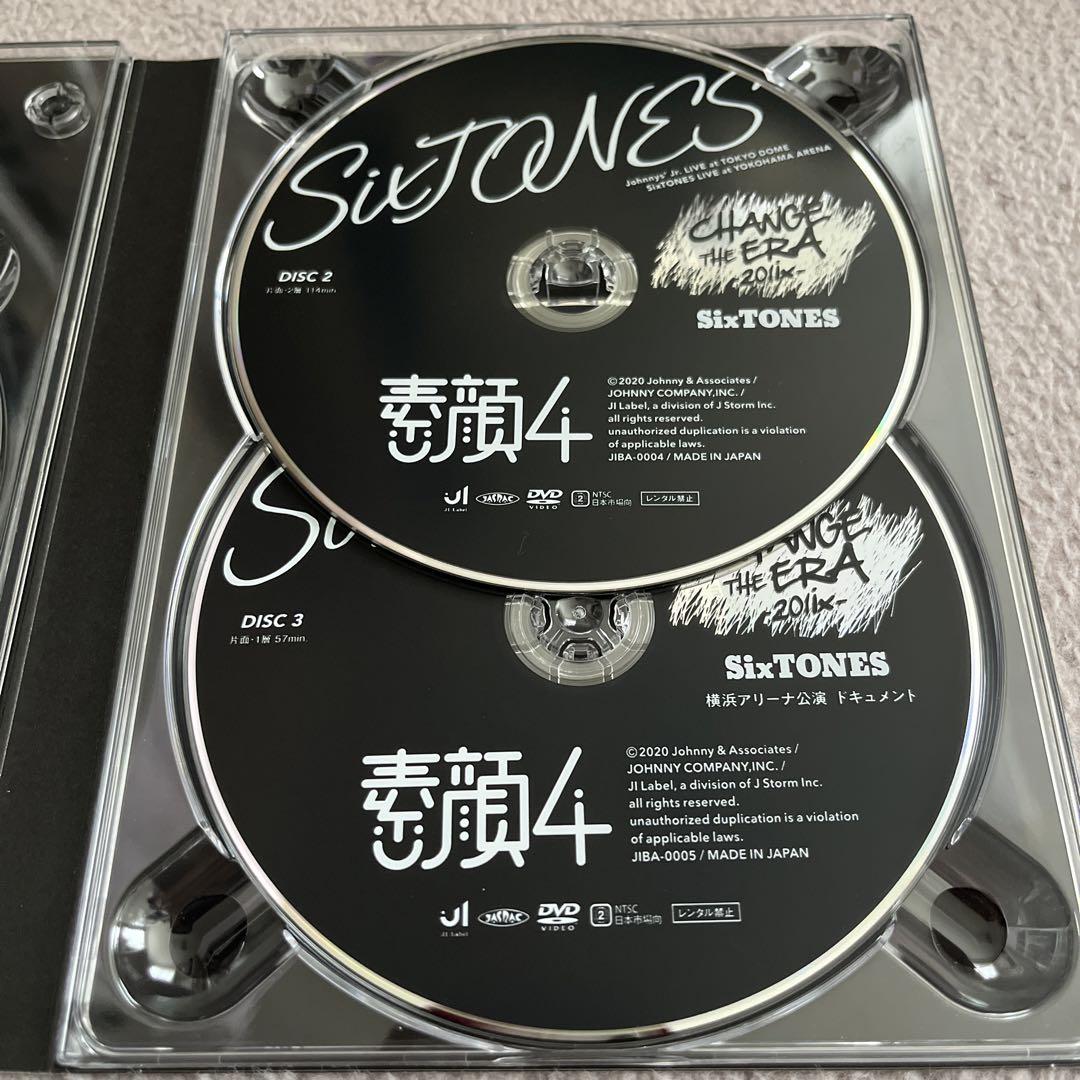 SixTONES
Johnnys' Jr. LIVE at TOKYO DOME
SixTONES LIVE at YOKOHAMA ARENA
CHANGE
THE ERA
-201ix-
SixTONES
DISC 2
片面・2層 114min.
素顔4
©2020 Johnny & Associates /
JOHNNY COMPANY,INC. /
JI Label, a division of J Storm Inc.
all rights reserved.
unauthorized duplication is a violation
of applicable laws.
JIBA-0004 / MADE IN JAPAN
JI
JI Label
JASRAC
DVD
VIDEO
2
NTSC
日本市場向
レンタル禁止
CHANGE
THE ERA
-201ix-
DISC 3
片面・1層 57min.
SixTONES
横浜アリーナ公演 ドキュメント
素顔4
©2020 Johnny & Associates /
JOHNNY COMPANY,INC. /
JI Label, a division of J Storm Inc.
all rights reserved.
unauthorized duplication is a violation
of applicable laws.
JIBA-0005 / MADE IN JAPAN
JI
JI Label
JASRAC
DVD
VIDEO
2
NTSC
日本市場向
レンタル禁止